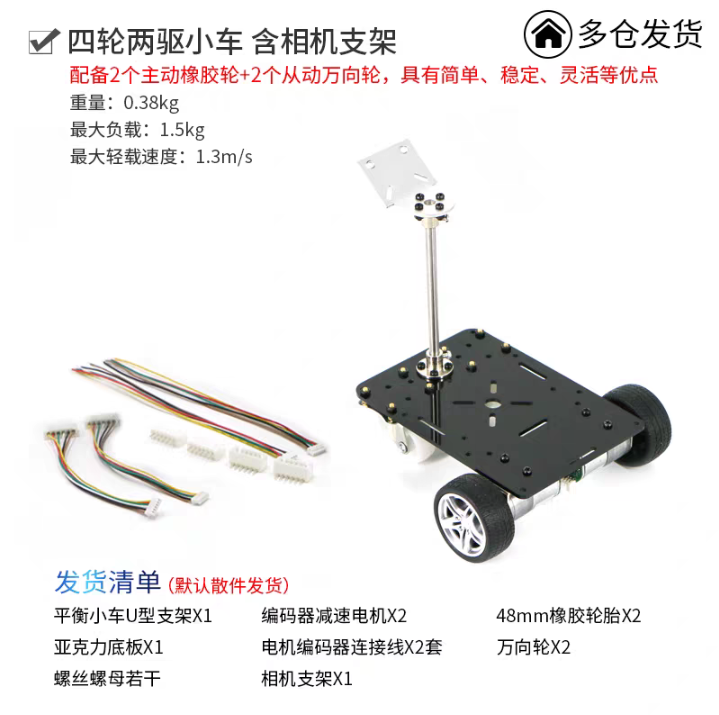 四轮两驱小车 含相机支架
多仓发货
配备2个主动橡胶轮+2个从动万向轮，具有简单、稳定、灵活等优点
重量：0.38kg
最大负载：1.5kg
最大轻载速度：1.3m/s
发货清单（默认散件发货）
平衡小车U型支架X1 编码器减速电机X2 48mm橡胶轮胎X2
亚克力底板X1 电机编码器连接线X2套 万向轮X2
螺丝螺母若干 相机支架X1